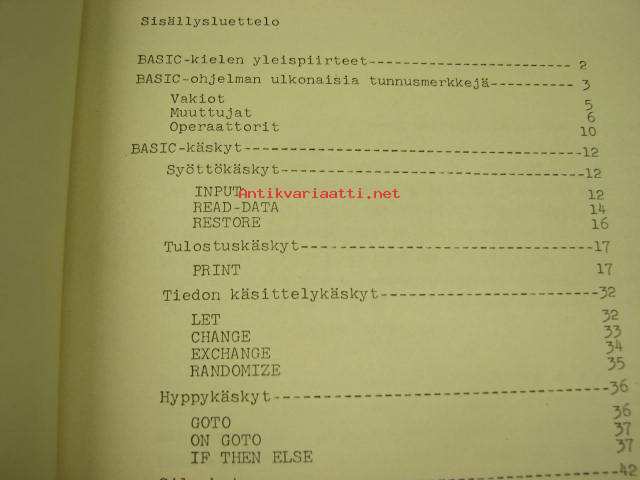 Sisällysluettelo
BASIC-kielen yleispiirteet------------------------- 2
BASIC-ohjelman ulkonaisia tunnusmerkkejä---------- 3
Vakiot 5
Muuttujat 6
Operaattorit 10
BASIC-käskyt--------------------------------------12
Syöttökäskyt----------------------------------12
INPUT 12
Antikvariaatti.net
READ-DATA 14
RESTORE 16
Tulostuskäskyt---------------------------------17
PRINT 17
Tiedon käsittelykäskyt------------------------32
LET 32
CHANGE 33
EXCHANGE 34
RANDOMIZE 35
Hyppykäskyt-----------------------------------36
GOTO 36
ON GOTO 37
IF THEN ELSE 37
42